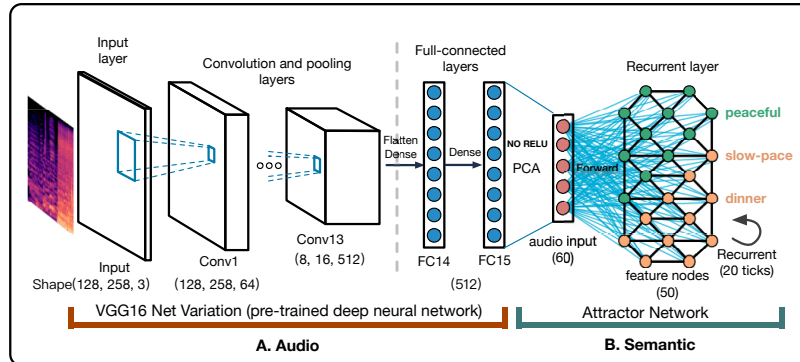 Input
layer
Convolution and pooling
layers
Full-connected
layers
Recurrent layer
peaceful
slow-pace
dinner
Flatten
Dense
Dense
NO RELU
PCA
Forward
Input
Conv1
Conv13
FC14
FC15
audio input
(60)
feature nodes
(50)
Recurrent
(20 ticks)
Shape(128, 258, 3)
(128, 258, 64)
(8, 16, 512)
(512)
VGG16 Net Variation (pre-trained deep neural network)
Attractor Network
A. Audio
B. Semantic